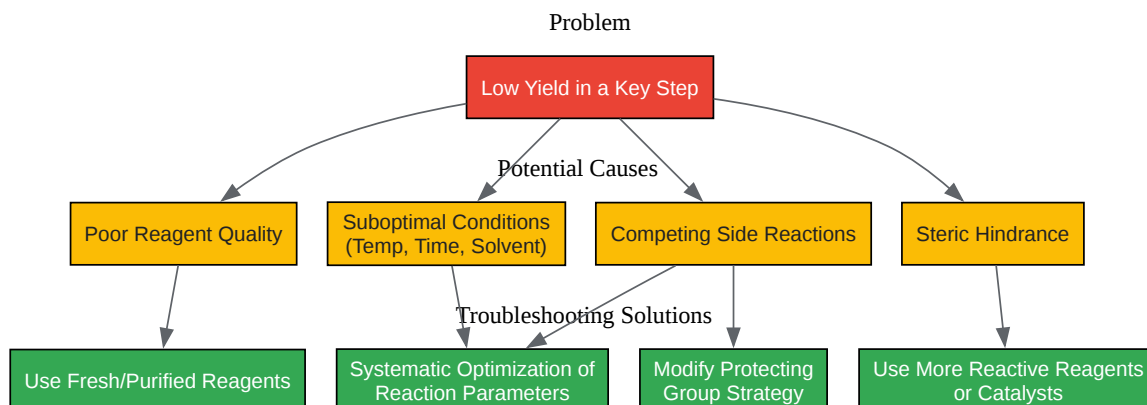 Problem
Low Yield in a Key Step
Potential Causes
Poor Reagent Quality
Suboptimal Conditions
(Temp, Time, Solvent)
Competing Side Reactions
Steric Hindrance
Troubleshooting Solutions
Use Fresh/Purified Reagents
Systematic Optimization of
Reaction Parameters
Modify Protecting
Group Strategy
Use More Reactive Reagents
or Catalysts